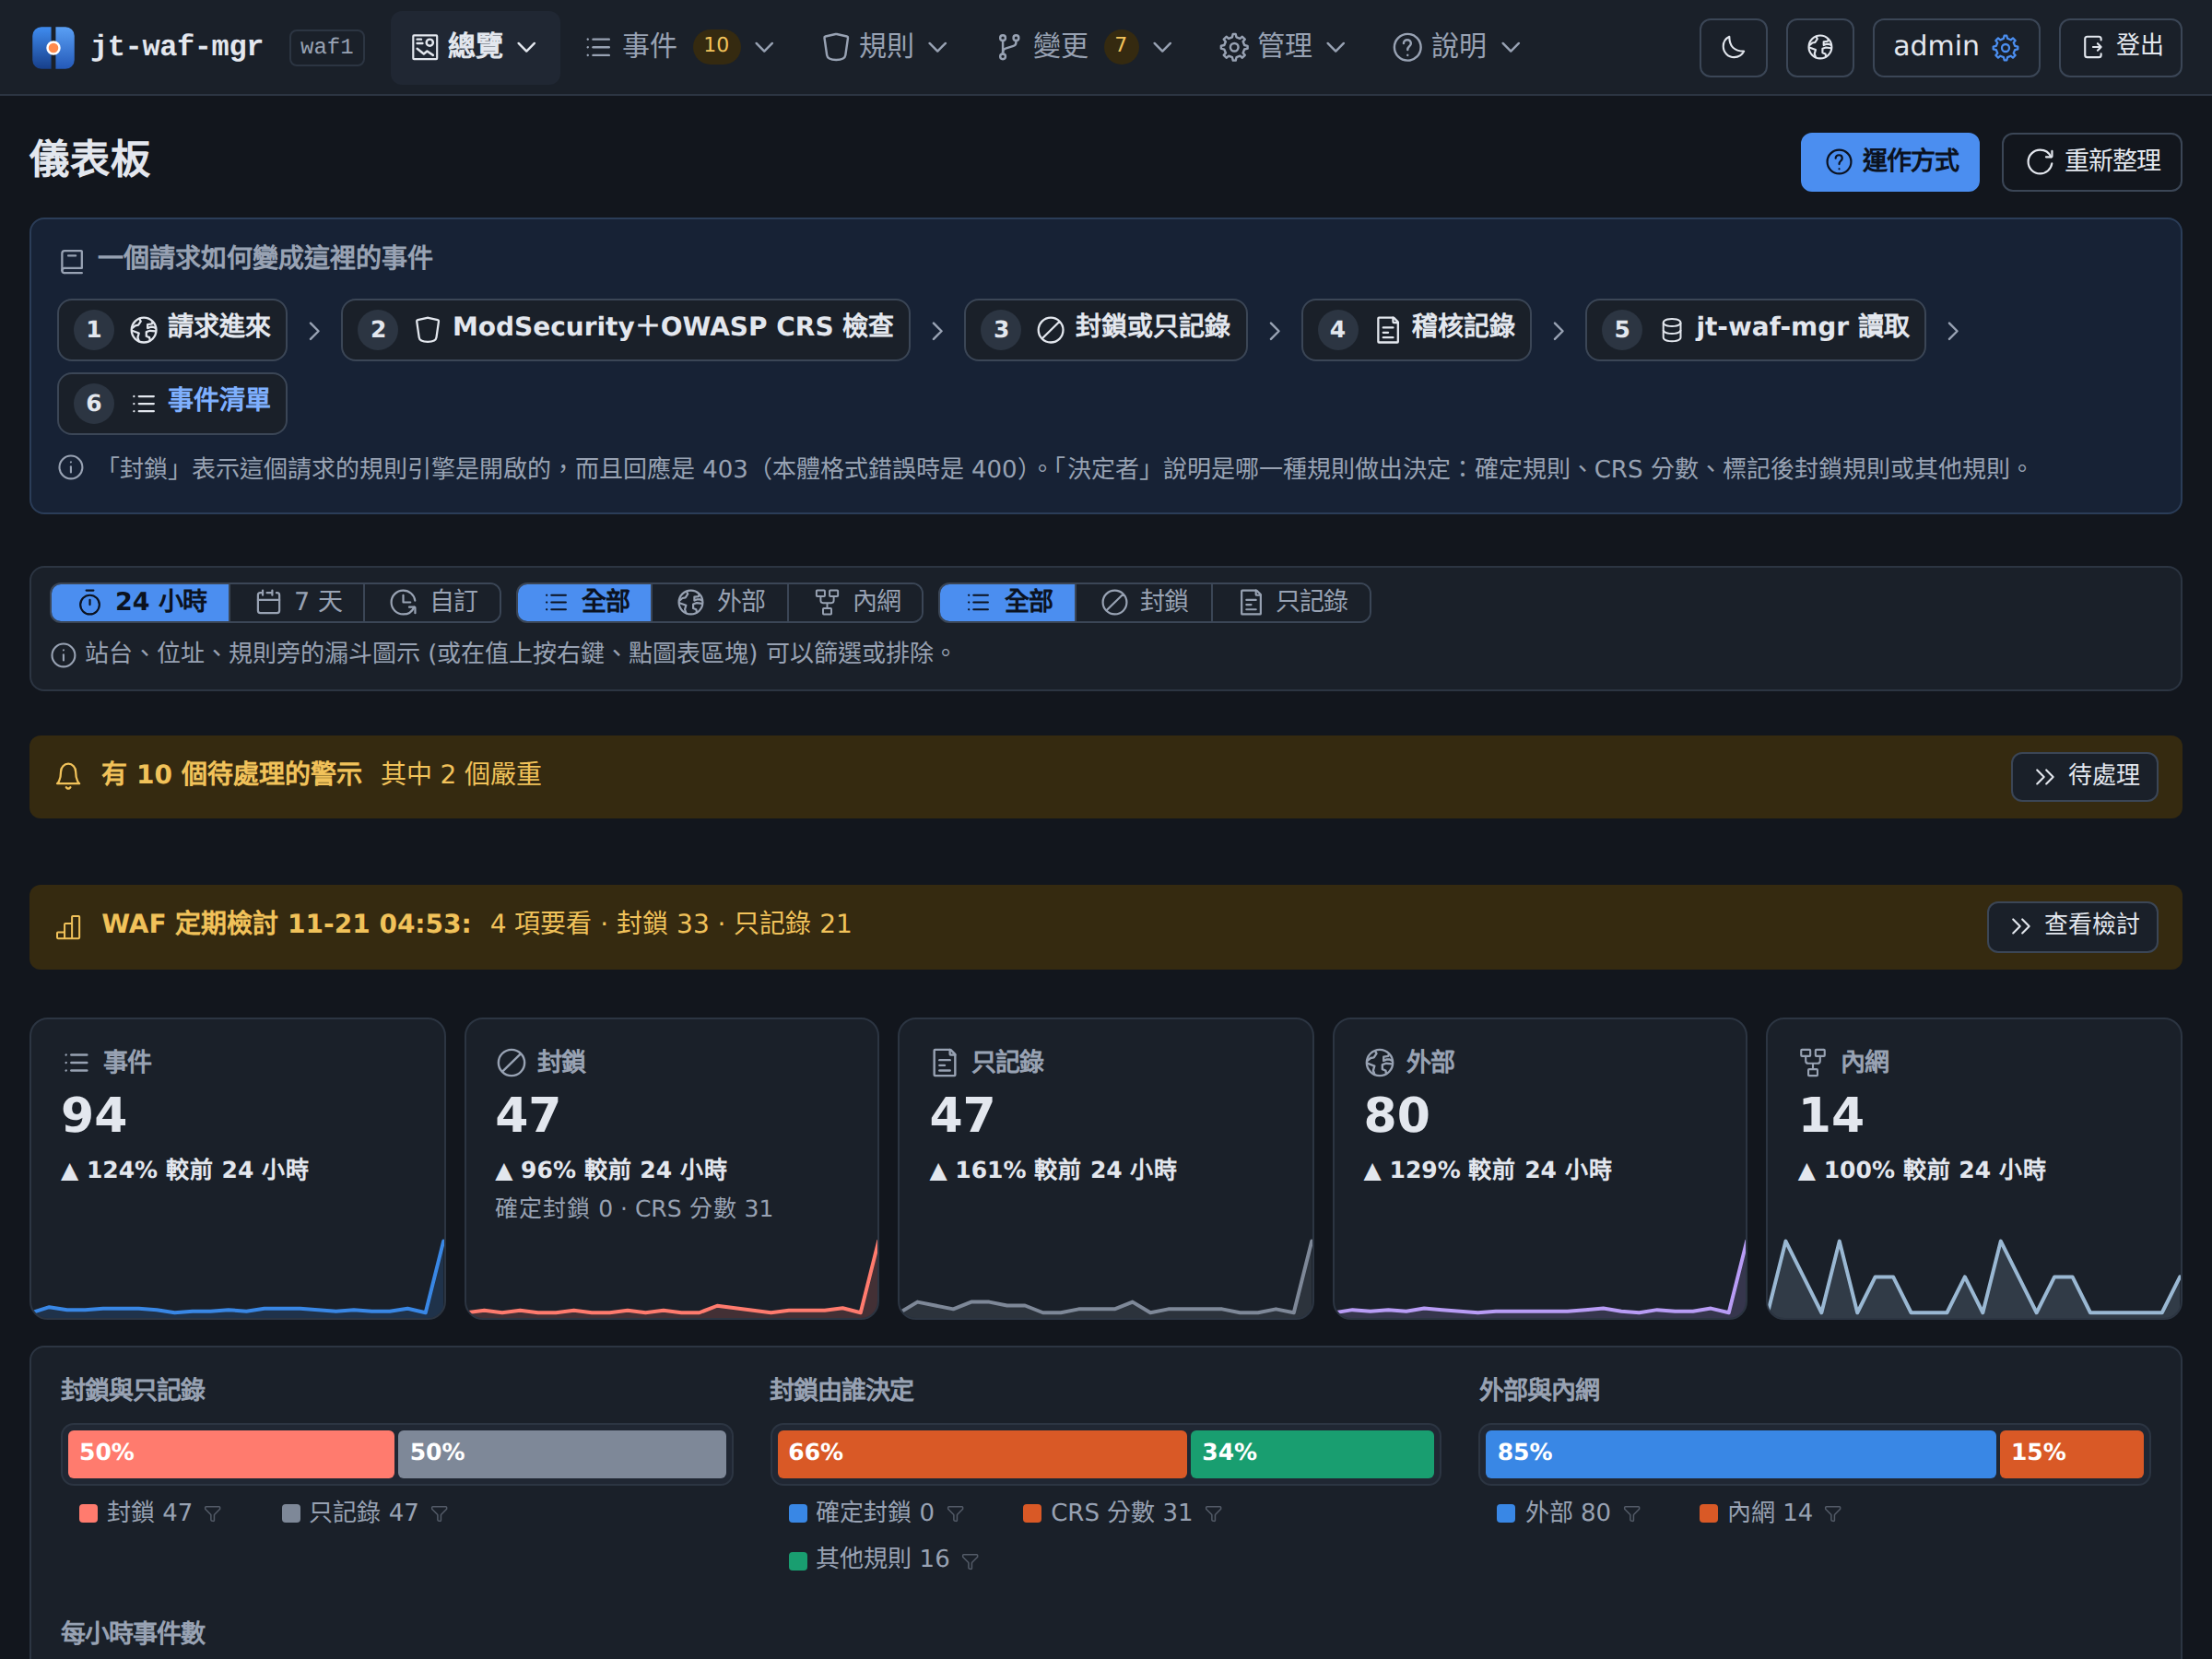 jt-waf-mgr waf1 總覽 事件 10 規則 變更 7 管理 說明 admin 登出
儀表板 運作方式 重新整理
一個請求如何變成這裡的事件
1 請求進來 2 ModSecurity＋OWASP CRS 檢查 3 封鎖或只記錄 4 稽核記錄 5 jt-waf-mgr 讀取
6 事件清單
「封鎖」表示這個請求的規則引擎是開啟的，而且回應是 403（本體格式錯誤時是 400）。「決定者」說明是哪一種規則做出決定：確定規則、CRS 分數、標記後封鎖規則或其他規則。
24 小時 7 天 自訂 全部 外部 內網 全部 封鎖 只記錄
站台、位址、規則旁的漏斗圖示 (或在值上按右鍵、點圖表區塊) 可以篩選或排除。
有 10 個待處理的警示 其中 2 個嚴重 待處理
WAF 定期檢討 11-21 04:53: 4 項要看 · 封鎖 33 · 只記錄 21 查看檢討
事件 封鎖 只記錄 外部 內網
94 47 47 80 14
▲ 124% 較前 24 小時 ▲ 96% 較前 24 小時 ▲ 161% 較前 24 小時 ▲ 129% 較前 24 小時 ▲ 100% 較前 24 小時
確定封鎖 0 · CRS 分數 31
封鎖與只記錄 封鎖由誰決定 外部與內網
50% 50% 66% 34% 85% 15%
封鎖 47 只記錄 47 確定封鎖 0 CRS 分數 31 外部 80 內網 14
其他規則 16
每小時事件數